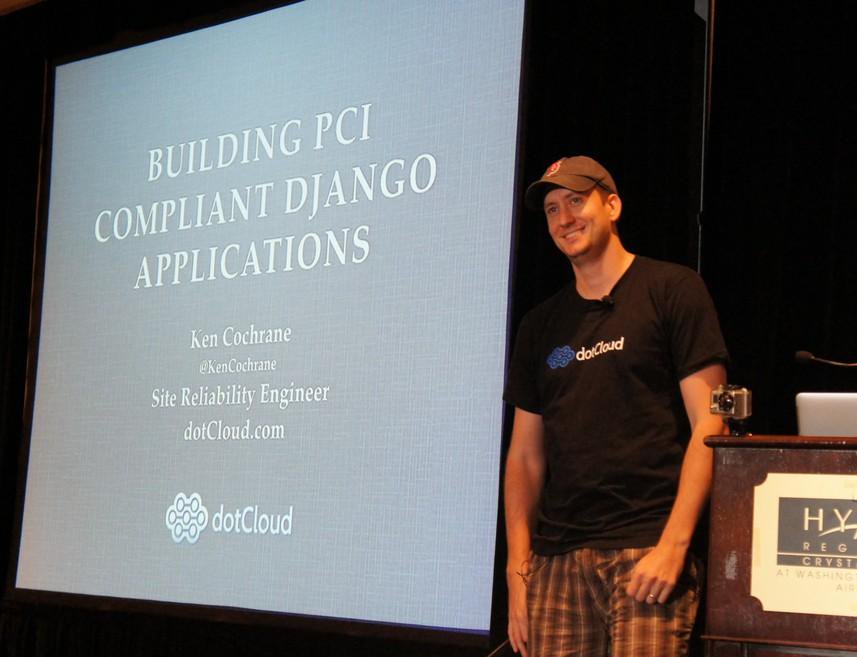 BUILDING PCI
COMPLIANT DJANGO
APPLICATIONS
Ken Cochrane
@KenCochrane
Site Reliability Engineer
dotCloud.com
dotCloud
dotCloud
HY
REG
CRYST
AT WASHING
AIR